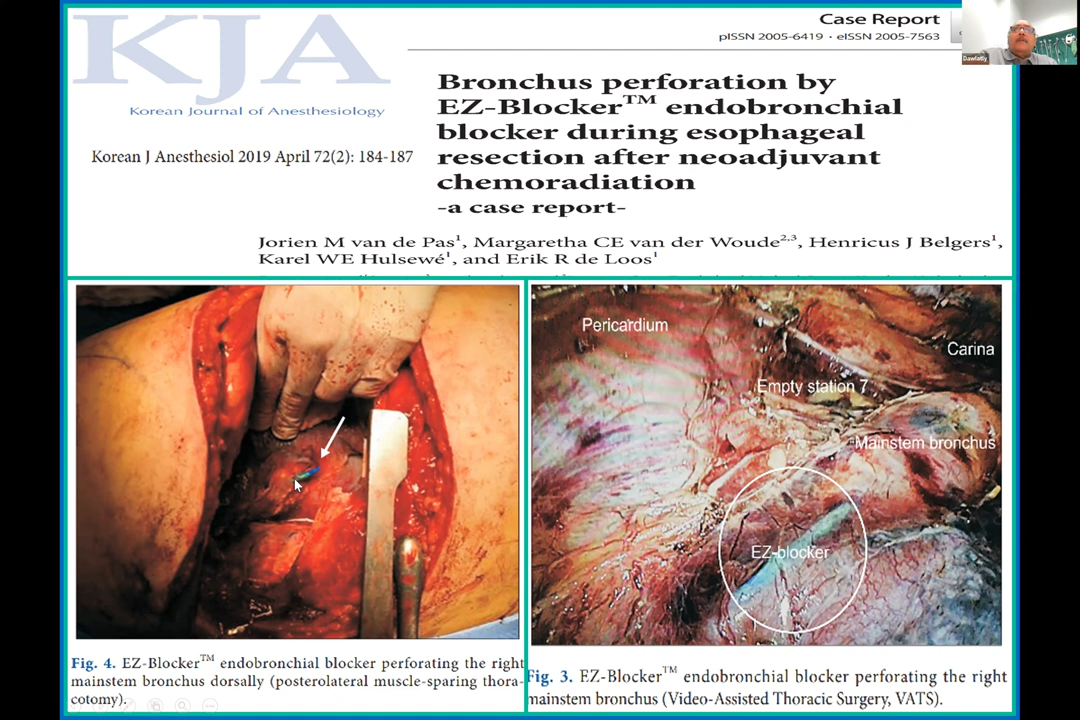 KJA
Korean Journal of Anesthesiology
Korean J Anesthesiol 2019 April 72(2): 184-187
Case Report
pISSN 2005-6419 · eISSN 2005-7563
Bronchus perforation by
EZ-Blocker™ endobronchial
blocker during esophageal
resection after neoadjuvant
chemoradiation
-a case report-
Jorien M van de Pas¹, Margaretha CE van der Woude²,³, Henricus J Belgers¹,
Karel WE Hulsewé¹, and Erik R de Loos¹
Dawfatly
Pericardium
Carina
Empty station 7
Mainstem bronchus
EZ-blocker
Fig. 4. EZ-Blocker™ endobronchial blocker perforating the right
mainstem bronchus dorsally (posterolateral muscle-sparing thora-
cotomy).
Fig. 3. EZ-Blocker™ endobronchial blocker perforating the right
mainstem bronchus (Video-Assisted Thoracic Surgery, VATS).